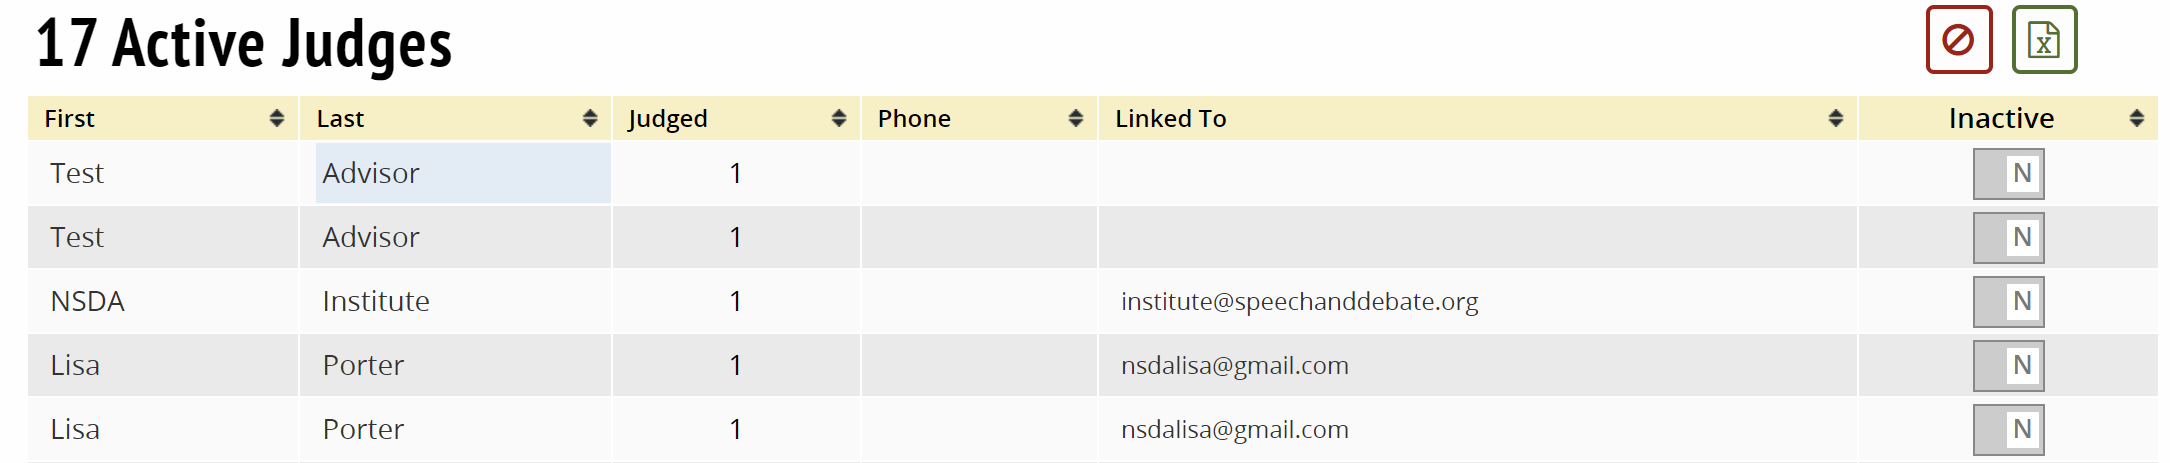 17 Active Judges
First Last Judged Phone Linked To Inactive
Test Advisor 1 N
Test Advisor 1 N
NSDA Institute 1 institute@speechanddebate.org N
Lisa Porter 1 nsdalisa@gmail.com N
Lisa Porter 1 nsdalisa@gmail.com N